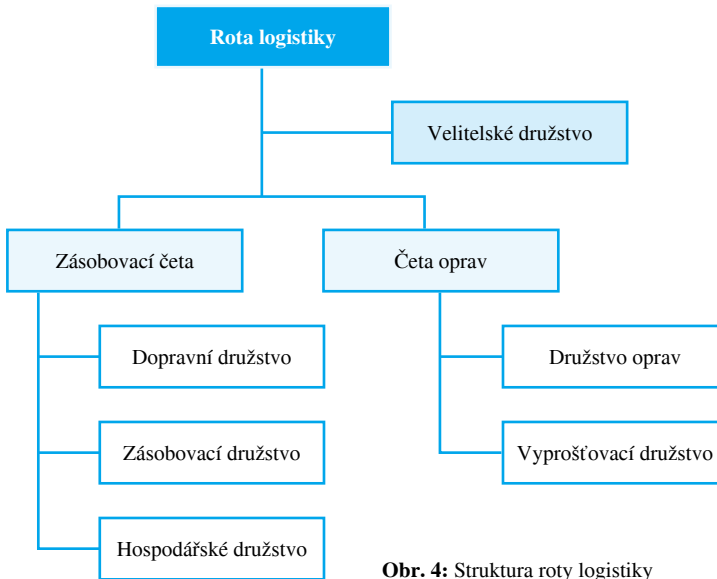 Rota logistiky
Velitelské družstvo
Zásobovací četa
Četa oprav
Dopravní družstvo
Družstvo oprav
Zásobovací družstvo
Vyprošťovací družstvo
Hospodářské družstvo
Obr. 4: Struktura roty logistiky